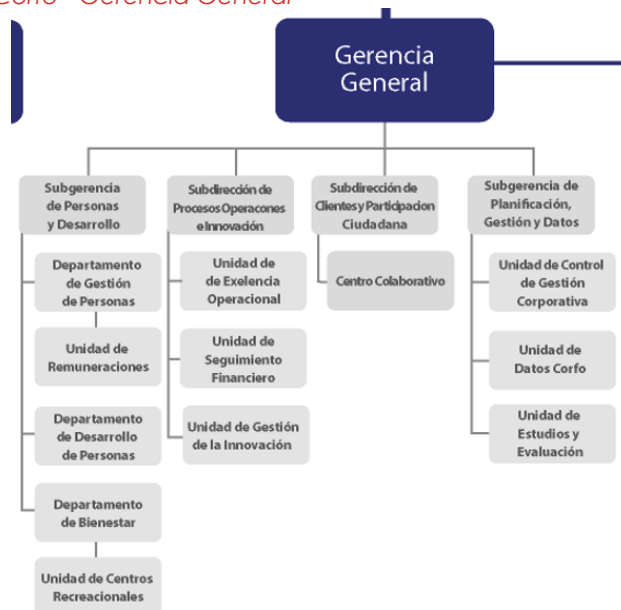 Corfo - Gerencia General
Gerencia
General
Subgerencia
de Personas
y Desarrollo
Departamento
de Gestión
de Personas
Unidad de
Remuneraciones
Departamento
de Desarrollo
de Personas
Departamento
de Bienestar
Unidad de Centros
Recreacionales
Subdirección de
Procesos Operacones
e Innovación
Unidad de
de Exelencia
Operacional
Unidad de
Seguimiento
Financiero
Unidad de Gestión
de la Innovación
Subdirección de
Clientes y Participacion
Ciudadana
Centro Colaborativo
Subgerencia de
Planificación,
Gestión y Datos
Unidad de Control
de Gestión
Corporativa
Unidad de
Datos Corfo
Unidad de
Estudios y
Evaluación